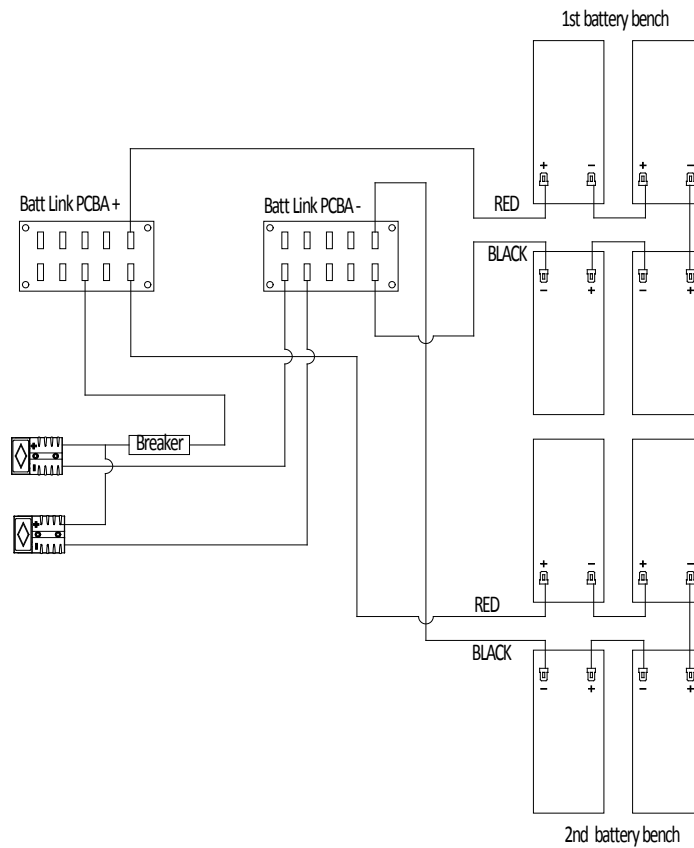 1st battery bench
+ − + −
Batt Link PCBA +
Batt Link PCBA -
RED
BLACK
− + − +
+ −
Breaker
+ −
+ − + −
RED
BLACK
− + − +
2nd battery bench